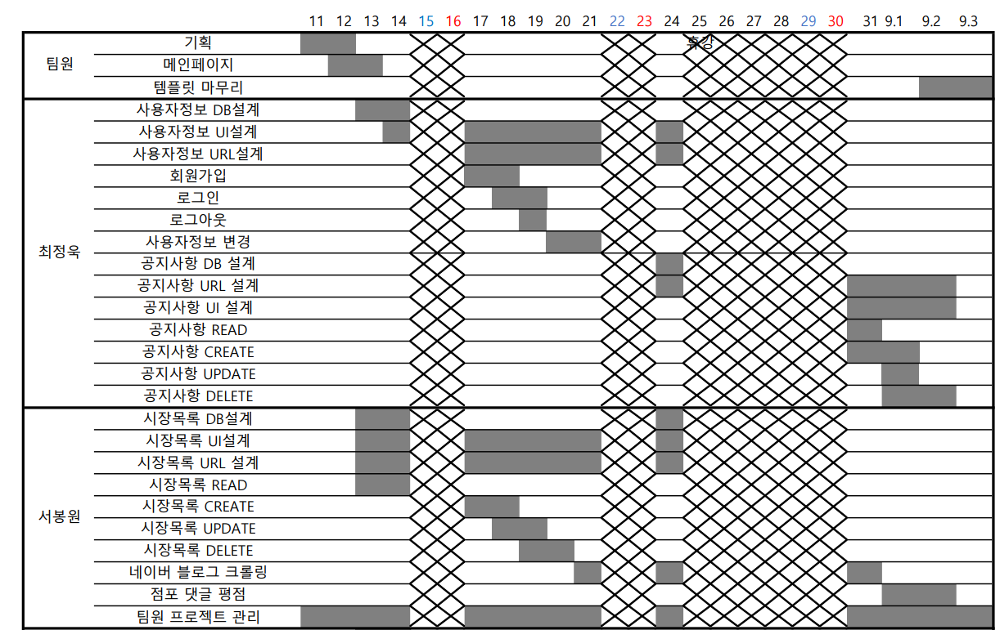 11 12 13 14 15 16 17 18 19 20 21 22 23 24 25 26 27 28 29 30 31 9.1 9.2 9.3
기획 휴강
팀원
메인페이지
템플릿 마무리
사용자정보 DB설계
사용자정보 UI설계
사용자정보 URL설계
회원가입
로그인
로그아웃
사용자정보 변경
최정욱
공지사항 DB 설계
공지사항 URL 설계
공지사항 UI 설계
공지사항 READ
공지사항 CREATE
공지사항 UPDATE
공지사항 DELETE
시장목록 DB설계
시장목록 UI설계
시장목록 URL 설계
시장목록 READ
시장목록 CREATE
서봉원
시장목록 UPDATE
시장목록 DELETE
네이버 블로그 크롤링
점포 댓글 평점
팀원 프로젝트 관리